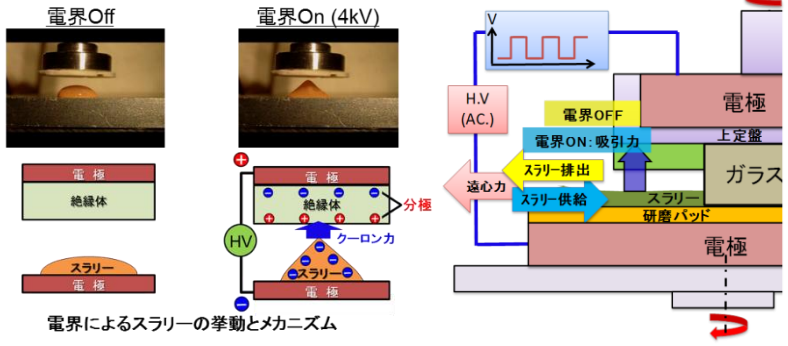 電界Off
電界On (4kV)
電 極
絶縁体
スラリー
電 極
電 極
絶縁体
分極
HV
クーロン力
スラリー
電 極
電界によるスラリーの挙動とメカニズム
V
H.V
(AC.)
電極
電界OFF
上定盤
電界ON:吸引力
スラリー排出
ガラス
遠心力
スラリー供給
スラリー
研磨パッド
電極